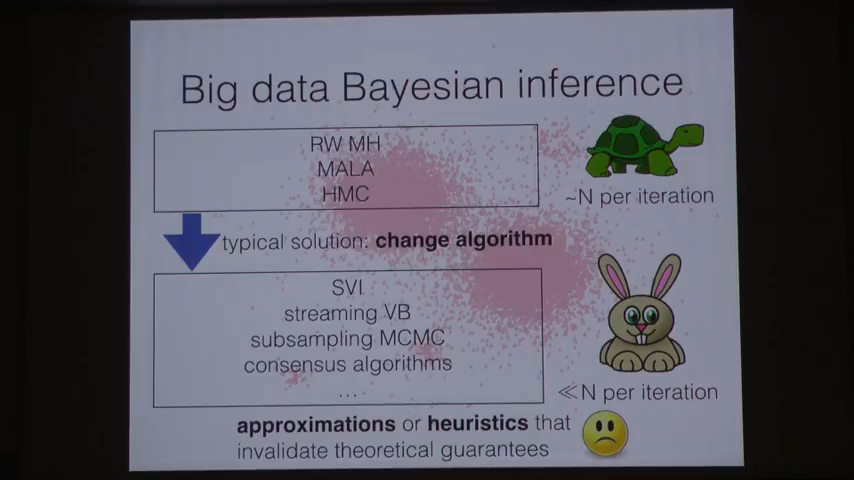 Big data Bayesian inference
RW MH
MALA
HMC
~N per iteration
typical solution: change algorithm
SVI
streaming VB
subsampling MCMC
consensus algorithms
...
≪N per iteration
approximations or heuristics that
invalidate theoretical guarantees